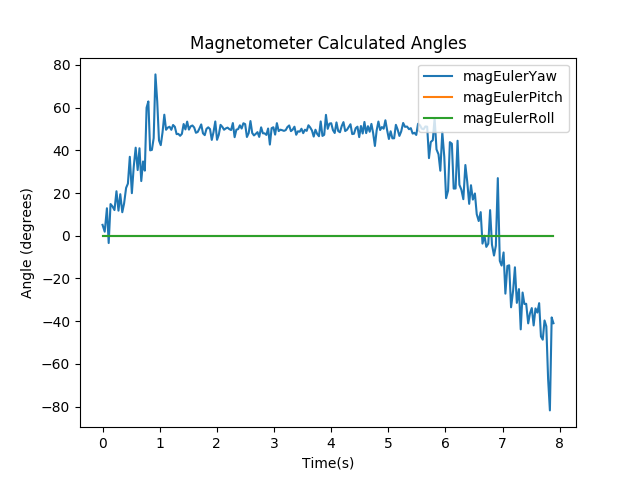 Magnetometer Calculated Angles
magEulerYaw
magEulerPitch
magEulerRoll
Angle (degrees)
80
60
40
20
0
−20
−40
−60
−80
0 1 2 3 4 5 6 7 8
Time(s)